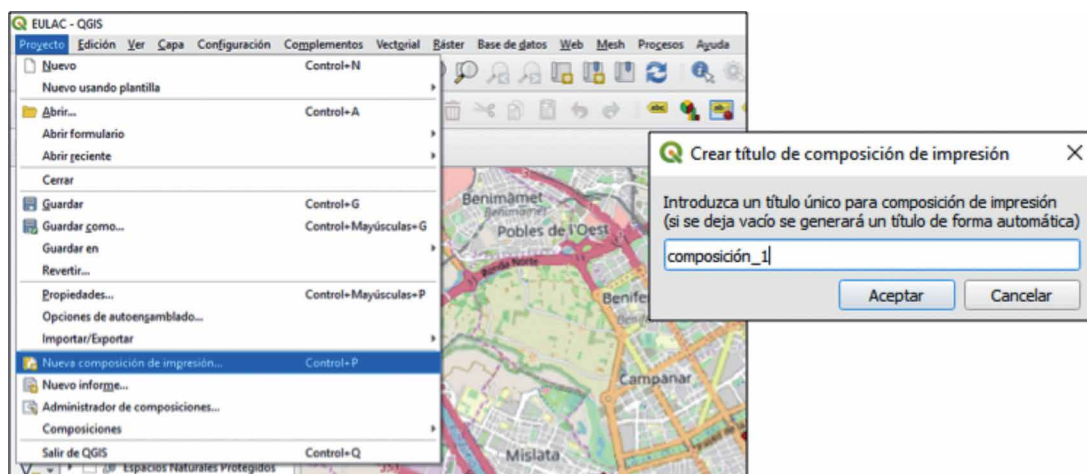 EULAC - QGIS
Proyecto Edición Ver Capa Configuración Complementos Vectorial Ráster Base de datos Web Mesh Procesos Ayuda
Nuevo Control+N
Nuevo usando plantilla
Abrir... Control+A
Abrir formulario
Abrir reciente
Cerrar
Guardar Control+G
Guardar como... Control+Mayúsculas+G
Guardar en
Revertir...
Propiedades... Control+Mayúsculas+P
Opciones de autoensamblado...
Importar/Exportar
Nueva composición de impresión... Control+P
Nuevo informe...
Administrador de composiciones...
Composiciones
Salir de QGIS Control+Q
Espacios Naturales Protegidos
abc
Benimàmet
Benimamet
Pobles de l'Oest
Ronda Norte
Campanar
Mislata
Crear título de composición de impresión
Introduzca un título único para composición de impresión
(si se deja vacío se generará un título de forma automática)
composición_1
Aceptar Cancelar